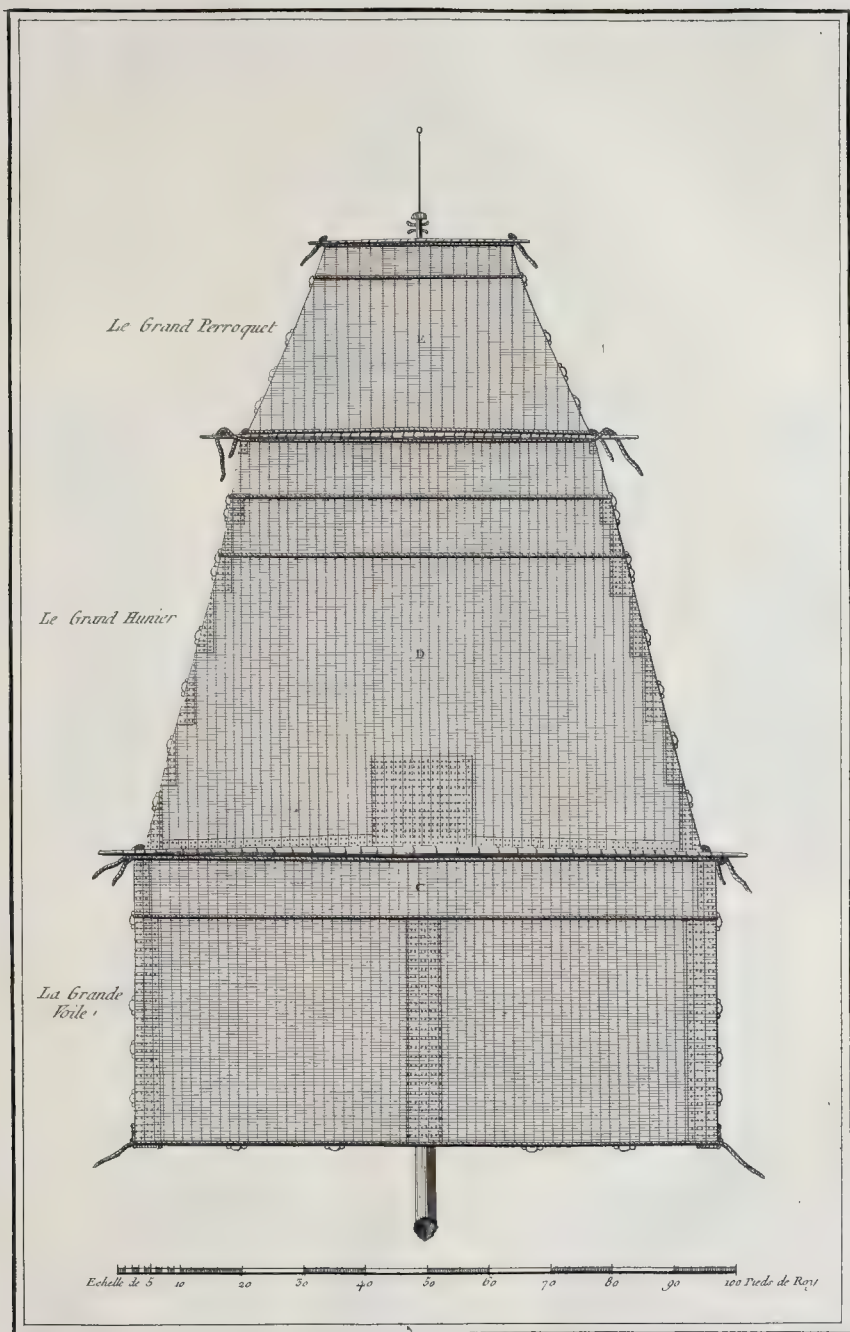 Le Grand Perroquet
E
Le Grand Hunier
D
C
La Grande
Voile
Echelle de 5 10 20 30 40 50 60 70 80 90 100 Pieds de Roy